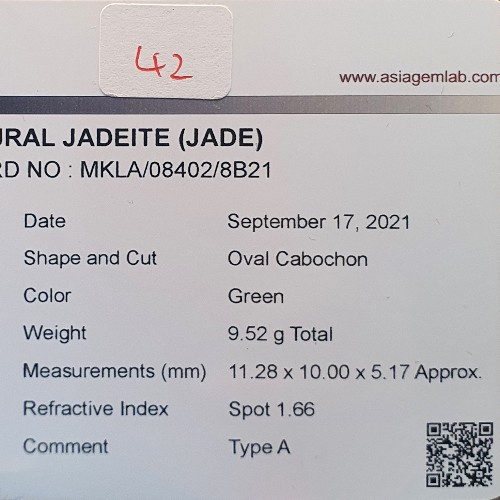 42
www.asiagemlab.com
URAL JADEITE (JADE)
RD NO : MKLA/08402/8B21
Date September 17, 2021
Shape and Cut Oval Cabochon
Color Green
Weight 9.52 g Total
Measurements (mm) 11.28 x 10.00 x 5.17 Approx.
Refractive Index Spot 1.66
Comment Type A